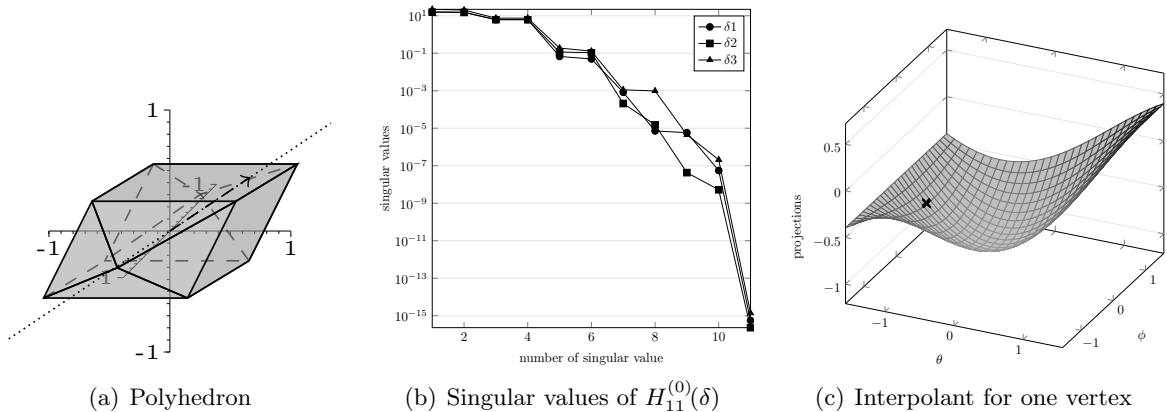 1
-1
1
-1
-1
1
(a) Polyhedron
10^1
10^{-1}
10^{-3}
10^{-5}
10^{-7}
10^{-9}
10^{-11}
10^{-13}
10^{-15}
singular values
2 4 6 8 10
number of singular value
δ1
δ2
δ3
(b) Singular values of H_{11}^{(0)}(δ)
0.5
0
−0.5
−1
projections
−1 0 1
θ
−1 0 1
ϕ
(c) Interpolant for one vertex